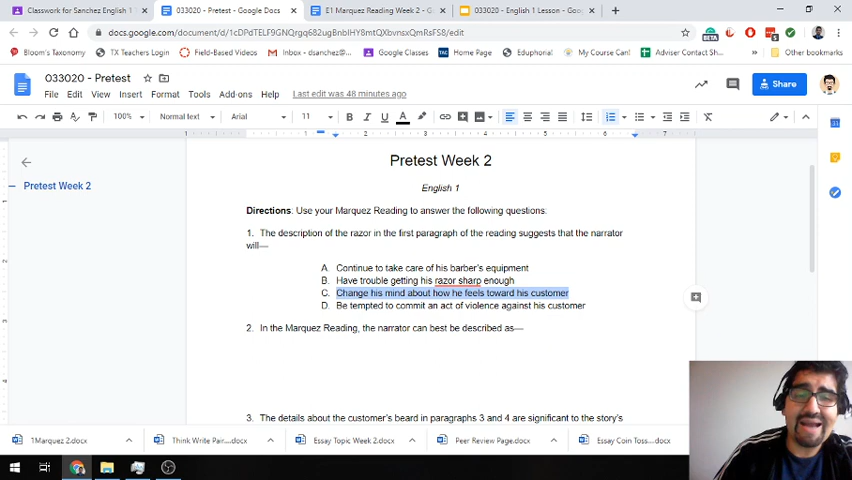 Classwork for Sanchez English 1
033020 - Pretest - Google Docs
E1 Marquez Reading Week 2 - G
033020 - English 1 Lesson - Goo
docs.google.com/document/d/1cDPdTELF9GNQrgq682ugBnbIHY8mtQXbvnsxQmRsFS8/edit
BETA
Bloom's Taxonomy
TX Teachers Login
Field-Based Videos
Inbox - dsanchez@...
Google Classes
Home Page
Eduphoria!
My Course Can!
Adviser Contact Sh...
Other bookmarks
033020 - Pretest
File Edit View Insert Format Tools Add-ons Help Last edit was 48 minutes ago
Share
100% Normal text Arial 11
Pretest Week 2
Pretest Week 2
English 1
Directions: Use your Marquez Reading to answer the following questions:
1. The description of the razor in the first paragraph of the reading suggests that the narrator
will—
A. Continue to take care of his barber's equipment
B. Have trouble getting his razor sharp enough
C. Change his mind about how he feels toward his customer
D. Be tempted to commit an act of violence against his customer
2. In the Marquez Reading, the narrator can best be described as—
3. The details about the customer's beard in paragraphs 3 and 4 are significant to the story's
1Marquez 2.docx
Think Write Pair....docx
Essay Topic Week 2.docx
Peer Review Page.docx
Essay Coin Toss....docx